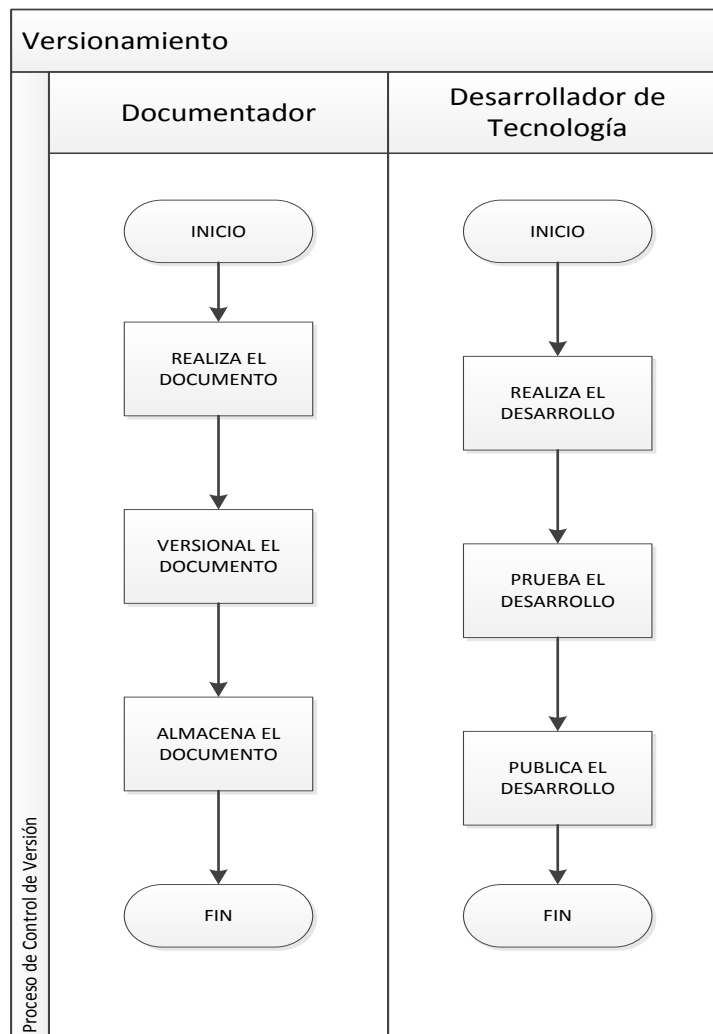 Versionamiento
Documentador
Desarrollador de
Tecnología
INICIO
REALIZA EL
DOCUMENTO
VERSIONAL EL
DOCUMENTO
ALMACENA EL
DOCUMENTO
FIN
INICIO
REALIZA EL
DESARROLLO
PRUEBA EL
DESARROLLO
PUBLICA EL
DESARROLLO
FIN
Proceso de Control de Versión